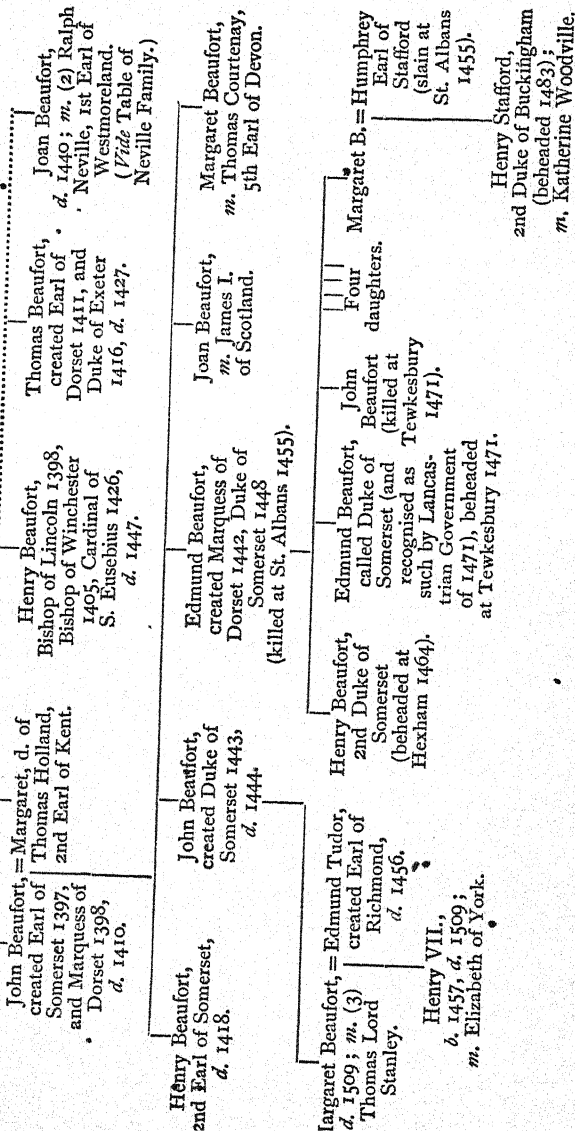 John Beaufort, = Margaret, d. of
created Earl of Thomas Holland,
Somerset 1397, 2nd Earl of Kent.
and Marquess of
Dorset 1398,
d. 1410.
Henry Beaufort,
Bishop of Lincoln 1398,
Bishop of Winchester
1405, Cardinal of
S. Eusebius 1426,
d. 1447.
Thomas Beaufort,
created Earl of
Dorset 1411, and
Duke of Exeter
1416, d. 1427.
Joan Beaufort,
d. 1440; m. (2) Ralph
Neville, 1st Earl of
Westmoreland.
(Vide Table of
Neville Family.)
Henry Beaufort,
2nd Earl of Somerset,
d. 1418.
John Beaufort,
created Duke of
Somerset 1443,
d. 1444.
Edmund Beaufort,
created Marquess of
Dorset 1442, Duke of
Somerset 1448
(killed at St. Albans 1455).
Joan Beaufort,
m. James I.
of Scotland.
Margaret Beaufort,
m. Thomas Courtenay,
5th Earl of Devon.
Margaret Beaufort, = Edmund Tudor,
d. 1509; m. (3) created Earl of
Thomas Lord Richmond,
Stanley. d. 1456.
Henry VII.,
b. 1457, d. 1509;
m. Elizabeth of York.
Henry Beaufort,
2nd Duke of
Somerset
(beheaded at
Hexham 1464).
Edmund Beaufort,
called Duke of
Somerset (and
recognised as
such by Lancas-
trian Government
of 1471), beheaded
at Tewkesbury 1471.
John
Beaufort
(killed at
Tewkesbury
1471).
Four
daughters.
Margaret B. = Humphrey
Earl of
Stafford
(slain at
St. Albans
1455).
Henry Stafford,
2nd Duke of Buckingham
(beheaded 1483);
m. Katherine Woodville.